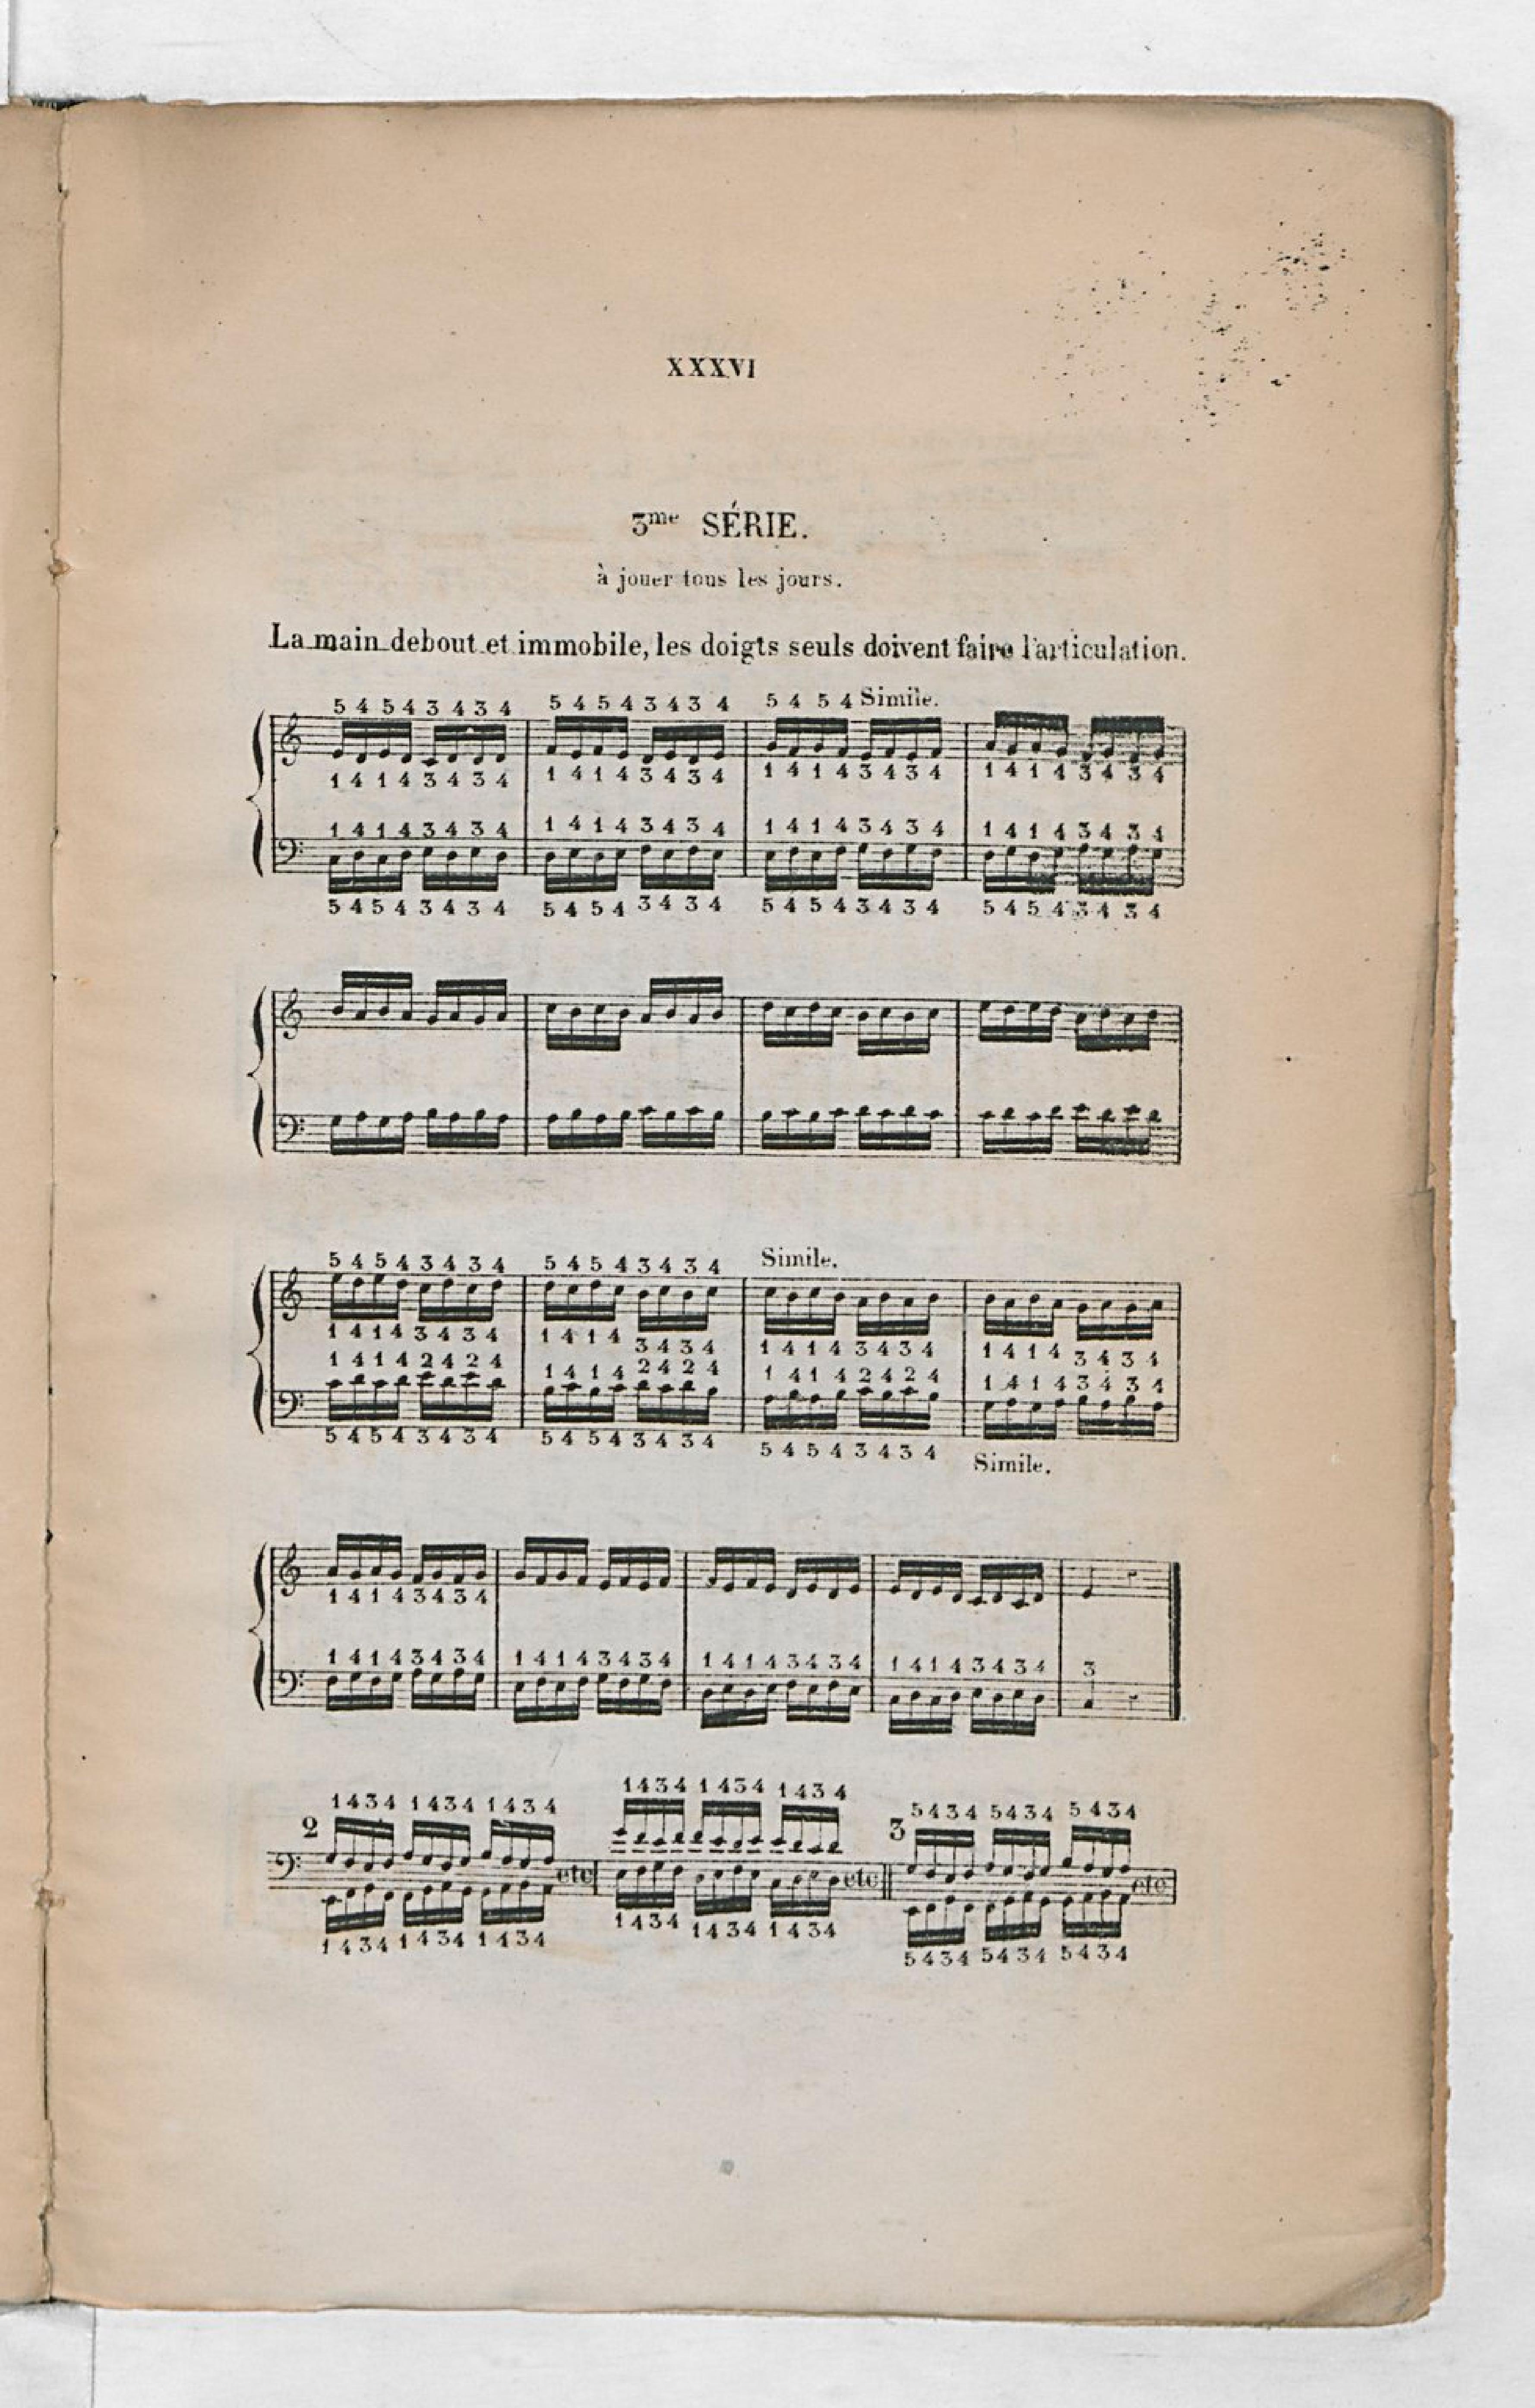 XXXVI
3me SÉRIE.
à jouer tous les jours.
La main debout et immobile, les doigts seuls doivent faire l'articulation.
5 4 5 4 3 4 3 4 5 4 5 4 3 4 3 4 5 4 5 4 Simile.
1 4 1 4 3 4 3 4 1 4 1 4 3 4 3 4 1 4 1 4 3 4 3 4 1 4 1 4 3 4 3 4
1 4 1 4 3 4 3 4 1 4 1 4 3 4 3 4 1 4 1 4 3 4 3 4 1 4 1 4 3 4 3 4
5 4 5 4 3 4 3 4 5 4 5 4 3 4 3 4 5 4 5 4 3 4 3 4 5 4 5 4 3 4 3 4
5 4 5 4 3 4 3 4 5 4 5 4 3 4 3 4 Simile.
1 4 1 4 3 4 3 4 1 4 1 4 3 4 3 4 1 4 1 4 3 4 3 4 1 4 1 4 3 4 3 4
1 4 1 4 2 4 2 4 1 4 1 4 2 4 2 4 1 4 1 4 2 4 2 4 1 4 1 4 3 4 3 4
5 4 5 4 3 4 3 4 5 4 5 4 3 4 3 4 5 4 5 4 3 4 3 4 Simile.
1 4 1 4 3 4 3 4
1 4 1 4 3 4 3 4 1 4 1 4 3 4 3 4 1 4 1 4 3 4 3 4 1 4 1 4 3 4 3 4 3
1 4 3 4 1 4 3 4 1 4 3 4 1 4 3 4 1 4 3 4 1 4 3 4 5 4 3 4 5 4 3 4 5 4 3 4
2 etc etc 3 etc
1 4 3 4 1 4 3 4 1 4 3 4 1 4 3 4 1 4 3 4 1 4 3 4 5 4 3 4 5 4 3 4 5 4 3 4